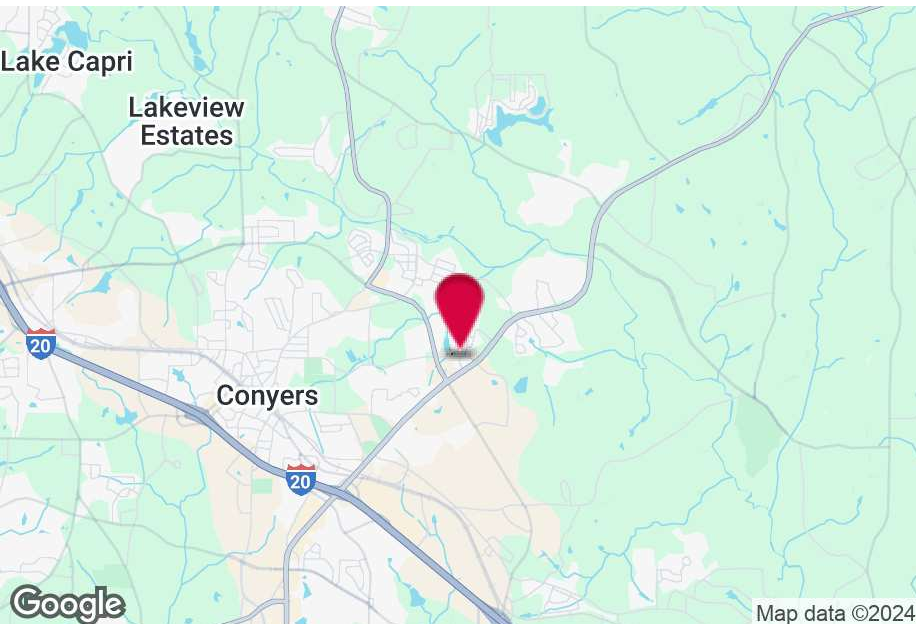 Lake Capri
Lakeview
Estates
20
Conyers
20
Google
Map data ©2024